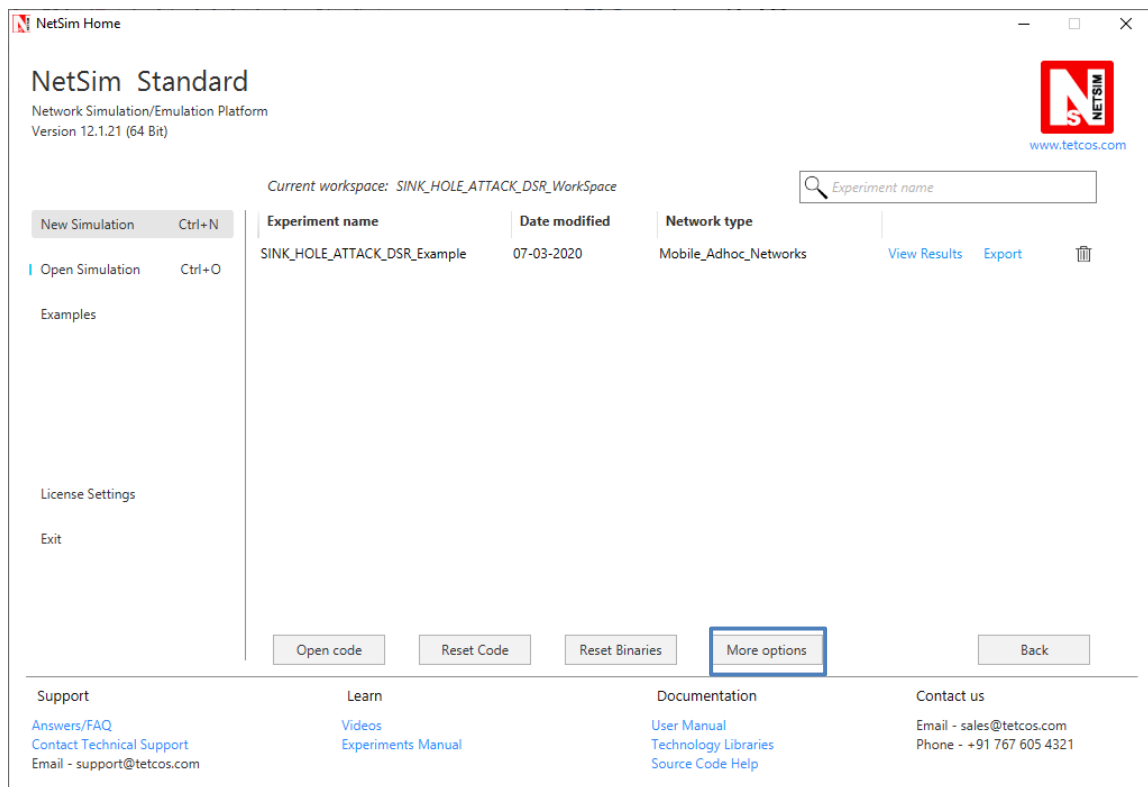 NetSim Home
NetSim Standard
Network Simulation/Emulation Platform
Version 12.1.21 (64 Bit)
NS NETSIM
www.tetcos.com
Current workspace: SINK_HOLE_ATTACK_DSR_WorkSpace
Experiment name
New Simulation Ctrl+N
Experiment name Date modified Network type
SINK_HOLE_ATTACK_DSR_Example 07-03-2020 Mobile_Adhoc_Networks View Results Export
Open Simulation Ctrl+O
Examples
License Settings
Exit
Open code Reset Code Reset Binaries More options Back
Support Learn Documentation Contact us
Answers/FAQ Videos User Manual Email - sales@tetcos.com
Contact Technical Support Experiments Manual Technology Libraries Phone - +91 767 605 4321
Email - support@tetcos.com Source Code Help